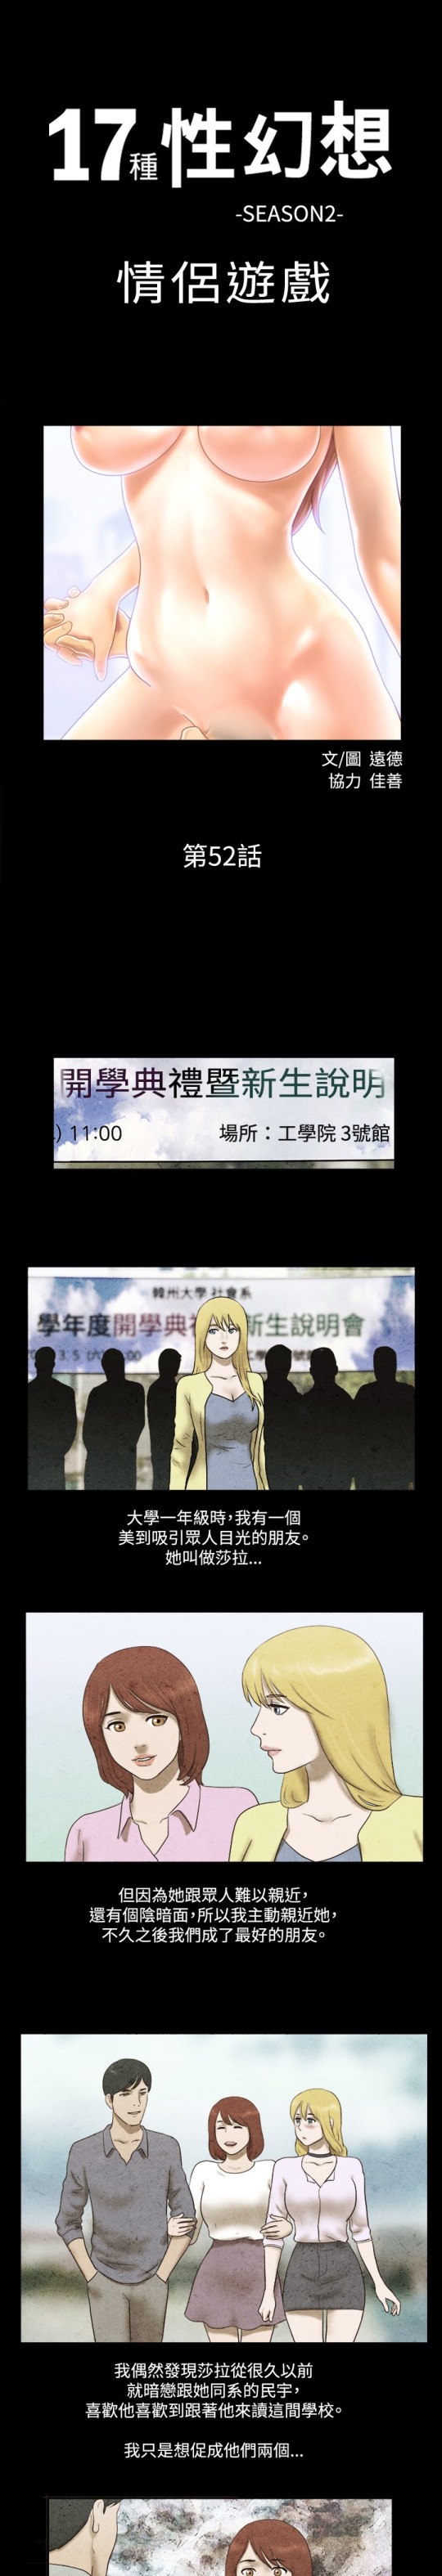 17種性幻想
-SEASON2-
情侶遊戲
文/圖 遠德
協力 佳善
第52話
開學典禮暨新生說明
) 11:00 場所：工學院 3號館
韓州大學 社會系
學年度開學典 新生說明會
3. 5 (六) :00
大學一年級時，我有一個
美到吸引眾人目光的朋友。
她叫做莎拉...
但因為她跟眾人難以親近，
還有個陰暗面，所以我主動親近她，
不久之後我們成了最好的朋友。
我偶然發現莎拉從很久以前
就暗戀跟她同系的民宇，
喜歡他喜歡到跟著他來讀這間學校。
我只是想促成他們兩個...